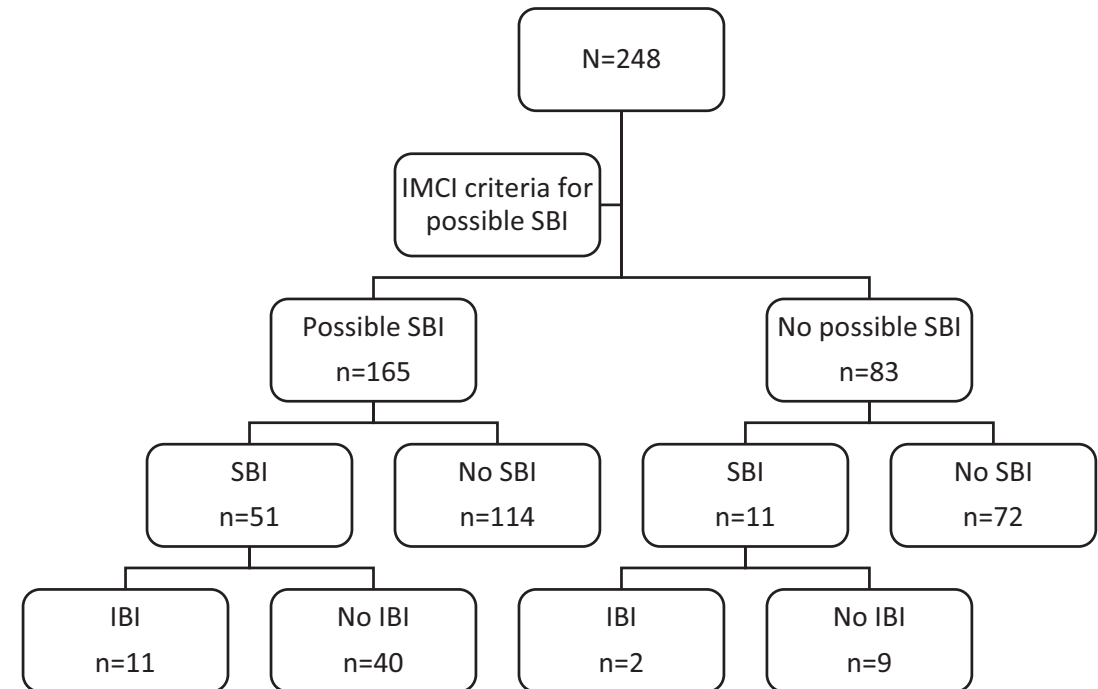 N=248
IMCI criteria for
possible SBI
Possible SBI
n=165
No possible SBI
n=83
SBI
n=51
No SBI
n=114
SBI
n=11
No SBI
n=72
IBI
n=11
No IBI
n=40
IBI
n=2
No IBI
n=9